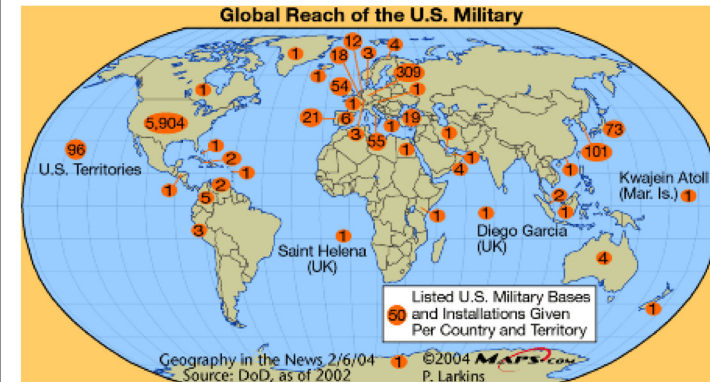 Global Reach of the U.S. Military
12
4
18
3
1
1
309
54
1
1
1
5,904
21
6
1
19
73
96
3
55
1
1
101
U.S. Territories
1
2
1
1
4
1
Kwajein Atoll
(Mar. Is.)
1
1
2
5
2
1
1
1
3
1
Saint Helena
(UK)
Diego Garcia
(UK)
4
50
Listed U.S. Military Bases
and Installations Given
Per Country and Territory
1
Geography in the News 2/6/04
Source: DoD, as of 2002
1
©2004 MAPS.COM
P. Larkins